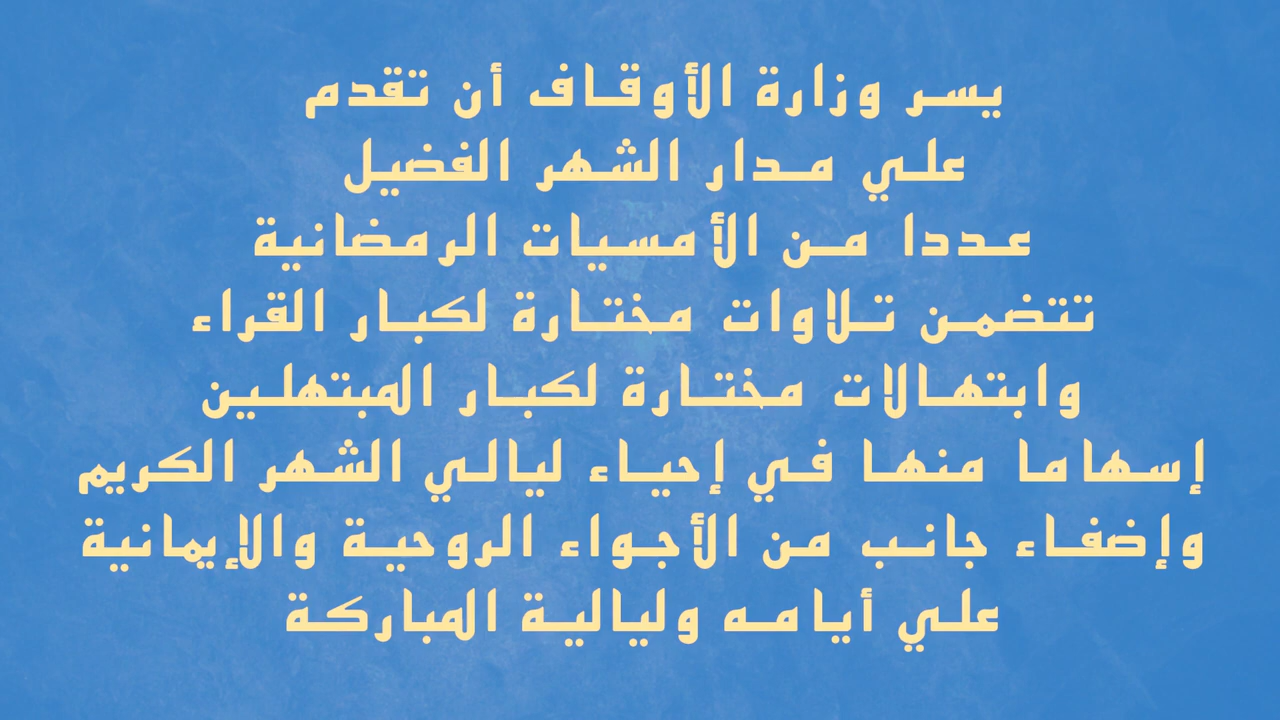 يسر وزارة الأوقاف أن تقدم
علي مدار الشهر الفضيل
عددا من الأمسيات الرمضانية
تتضمن تلاوات مختارة لكبار القراء
وابتهالات مختارة لكبار المبتهلين
إسهاما منها في إحياء ليالي الشهر الكريم
وإضفاء جانب من الأجواء الروحية والإيمانية
علي أيامه وليالية المباركة